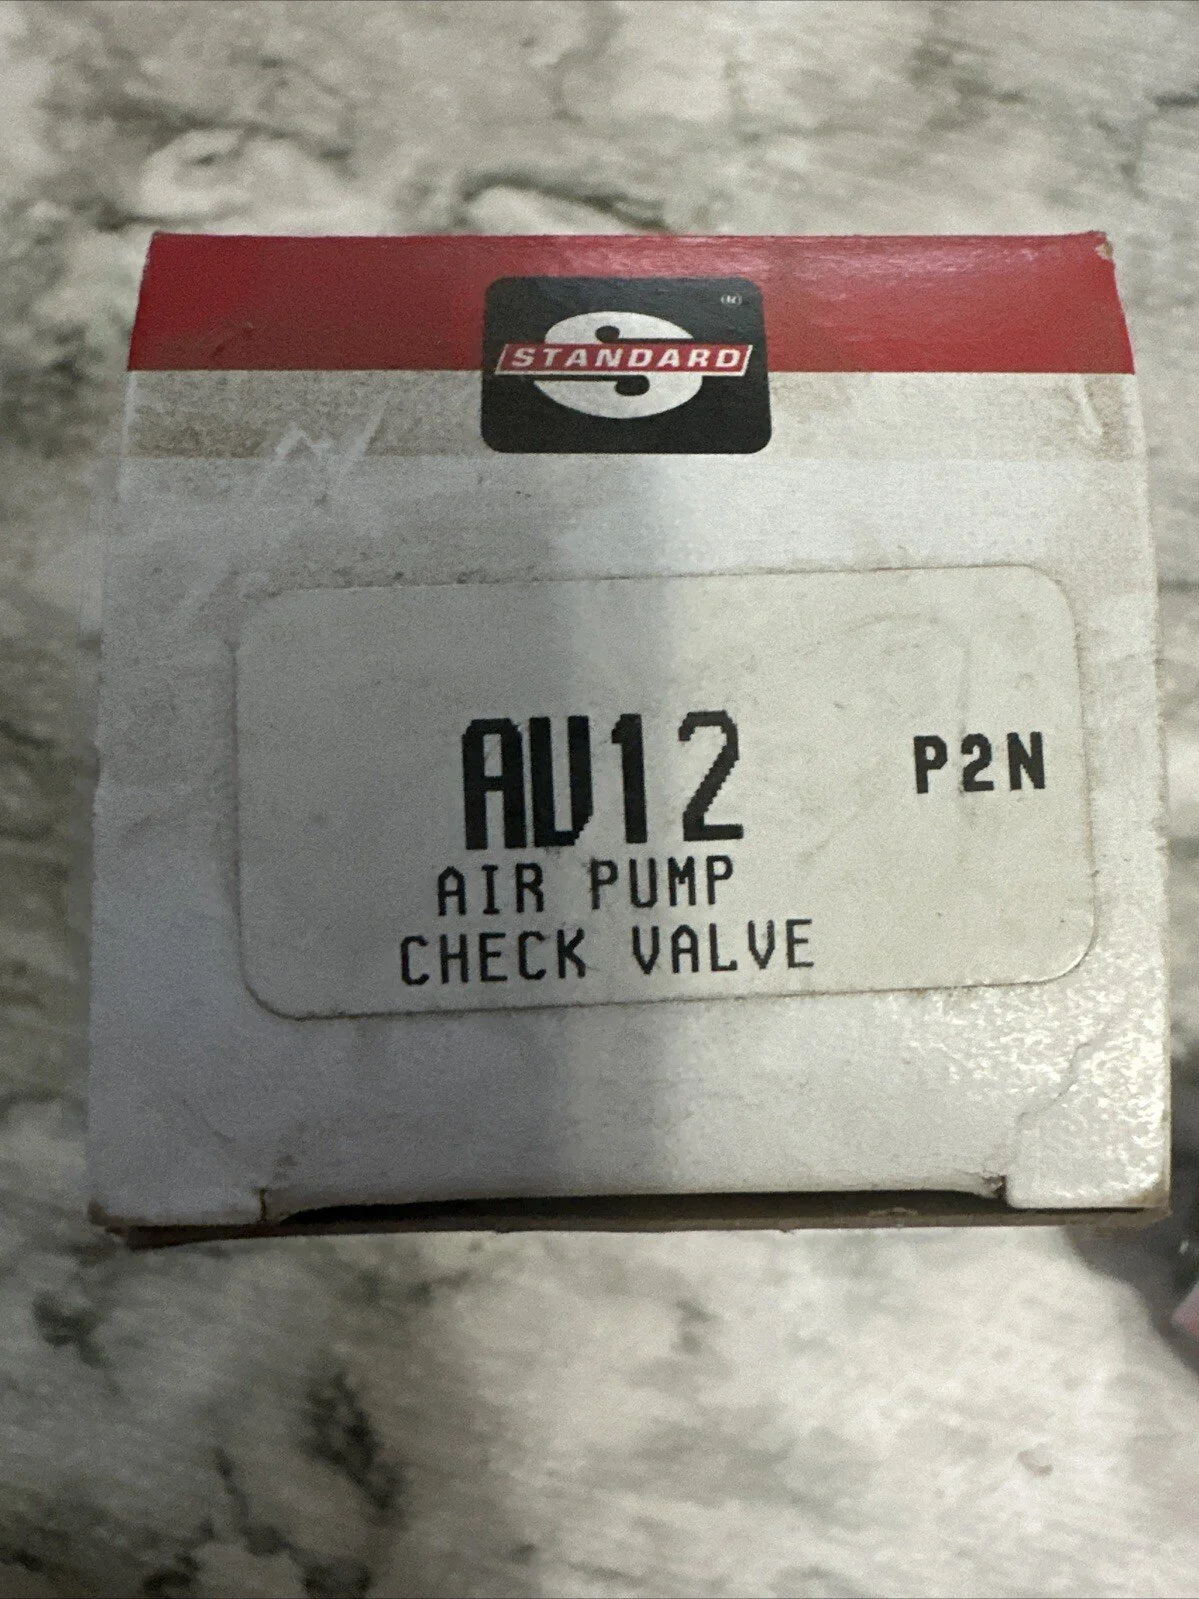 STANDARD
AV12 P2N
AIR PUMP
CHECK VALVE